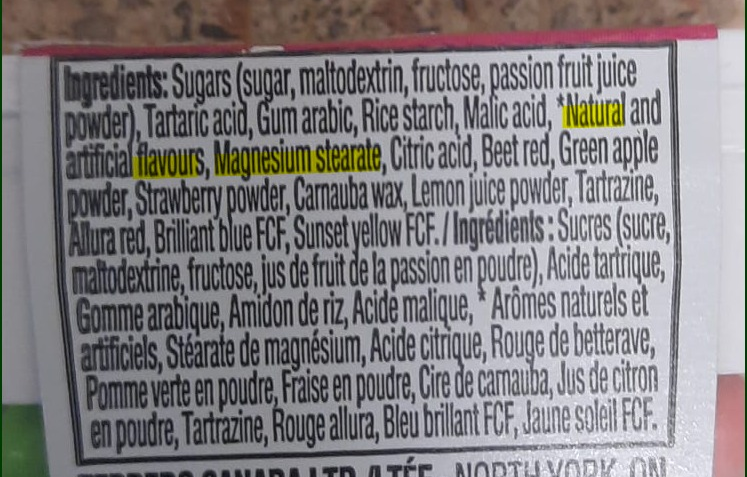 Ingredients: Sugars (sugar, maltodextrin, fructose, passion fruit juice
powder), Tartaric acid, Gum arabic, Rice starch, Malic acid, *Natural and
artificial flavours, Magnesium stearate, Citric acid, Beet red, Green apple
powder, Strawberry powder, Carnauba wax, Lemon juice powder, Tartrazine,
Allura red, Brilliant blue FCF, Sunset yellow FCF. / Ingrédients : Sucres (sucre,
maltodextrine, fructose, jus de fruit de la passion en poudre), Acide tartrique,
Gomme arabique, Amidon de riz, Acide malique, * Arômes naturels et
artificiels, Stéarate de magnésium, Acide citrique, Rouge de betterave,
Pomme verte en poudre, Fraise en poudre, Cire de carnauba, Jus de citron
en poudre, Tartrazine, Rouge allura, Bleu brillant FCF, Jaune soleil FCF.
FERRERO CANADA LTD./LTÉE NORTH YORK, ON